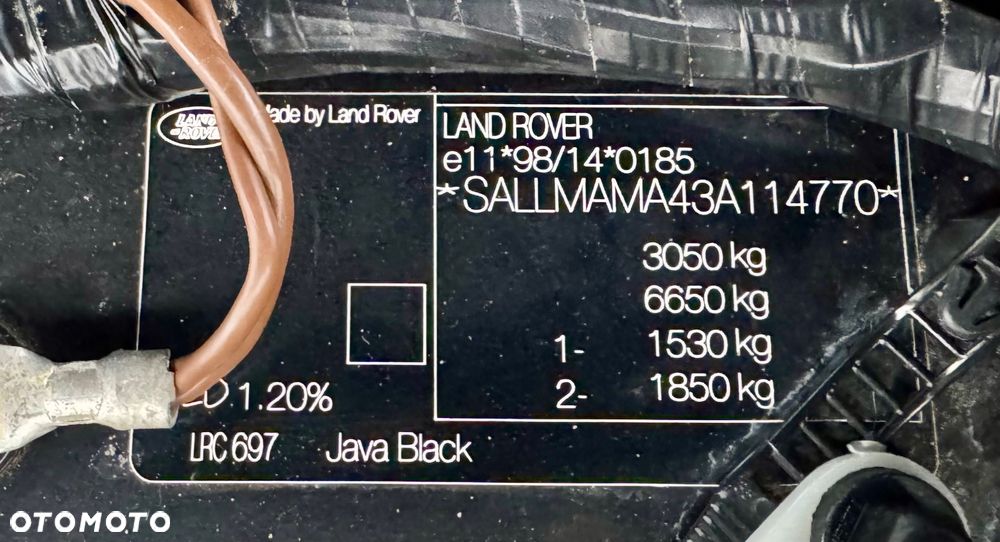 LAND
-ROVER
Made by Land Rover
LAND ROVER
e11*98/14*0185
*SALLMAMA43A114770*
3050 kg
6650 kg
1- 1530 kg
2- 1850 kg
1.20%
LRC 697 Java Black
OTOMOTO